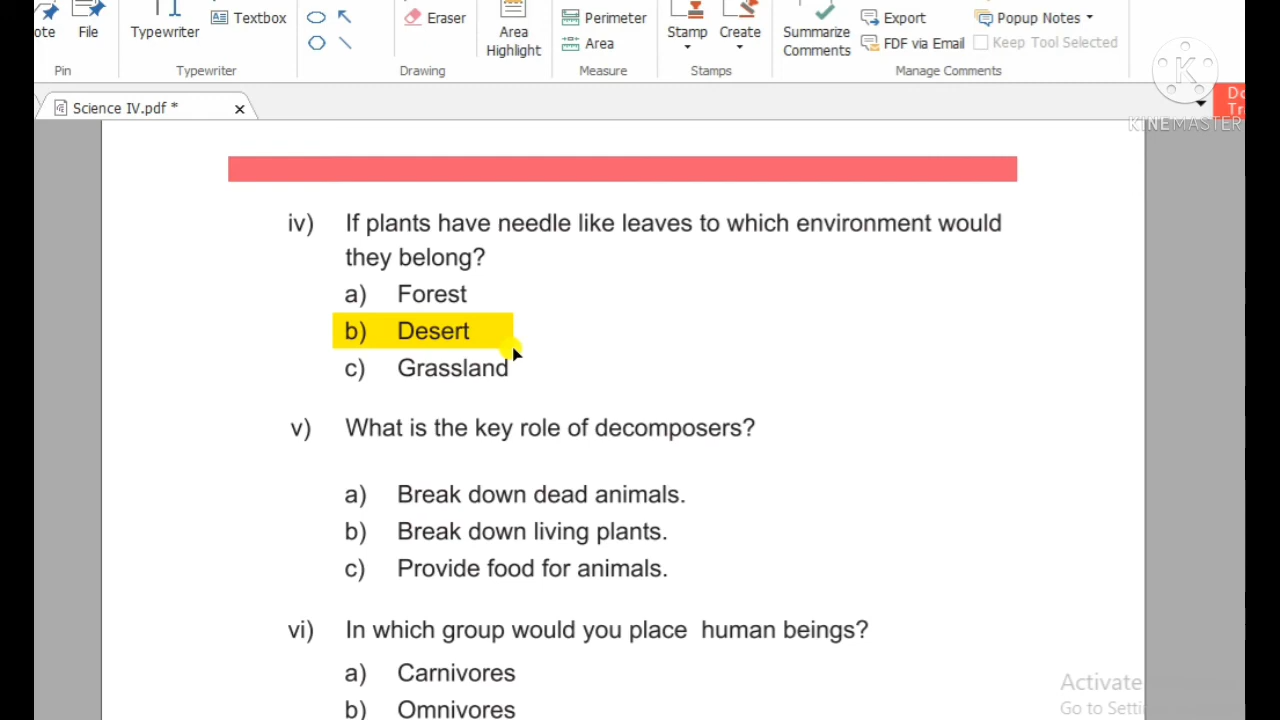 ote File Typewriter Textbox Eraser Area Highlight Perimeter Area Stamp Create Summarize Comments Export FDF via Email Popup Notes Keep Tool Selected
Pin Typewriter Drawing Measure Stamps Manage Comments
K
KINEMASTER
Science IV.pdf *
iv) If plants have needle like leaves to which environment would
they belong?
a) Forest
b) Desert
c) Grassland
v) What is the key role of decomposers?
a) Break down dead animals.
b) Break down living plants.
c) Provide food for animals.
vi) In which group would you place human beings?
a) Carnivores
b) Omnivores
Activate
Go to Setti